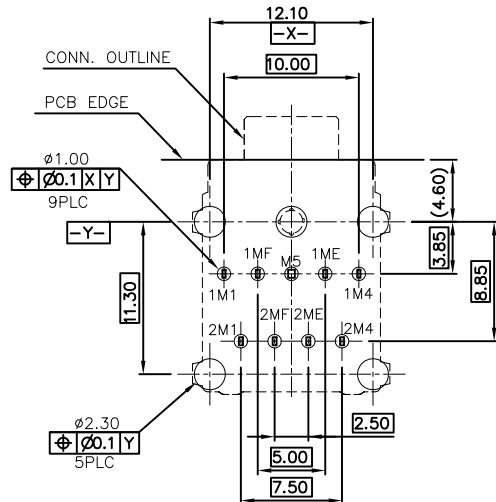 12.10
-X-
CONN. OUTLINE
10.00
PCB EDGE
ø1.00
⌖ Ø0.1 X Y
9PLC
(4.60)
-Y-
3.85
8.85
11.30
1MF M5 1ME
1M1 1M4
2M1 2MF 2ME 2M4
ø2.30
⌖ Ø0.1 Y
5PLC
2.50
5.00
7.50